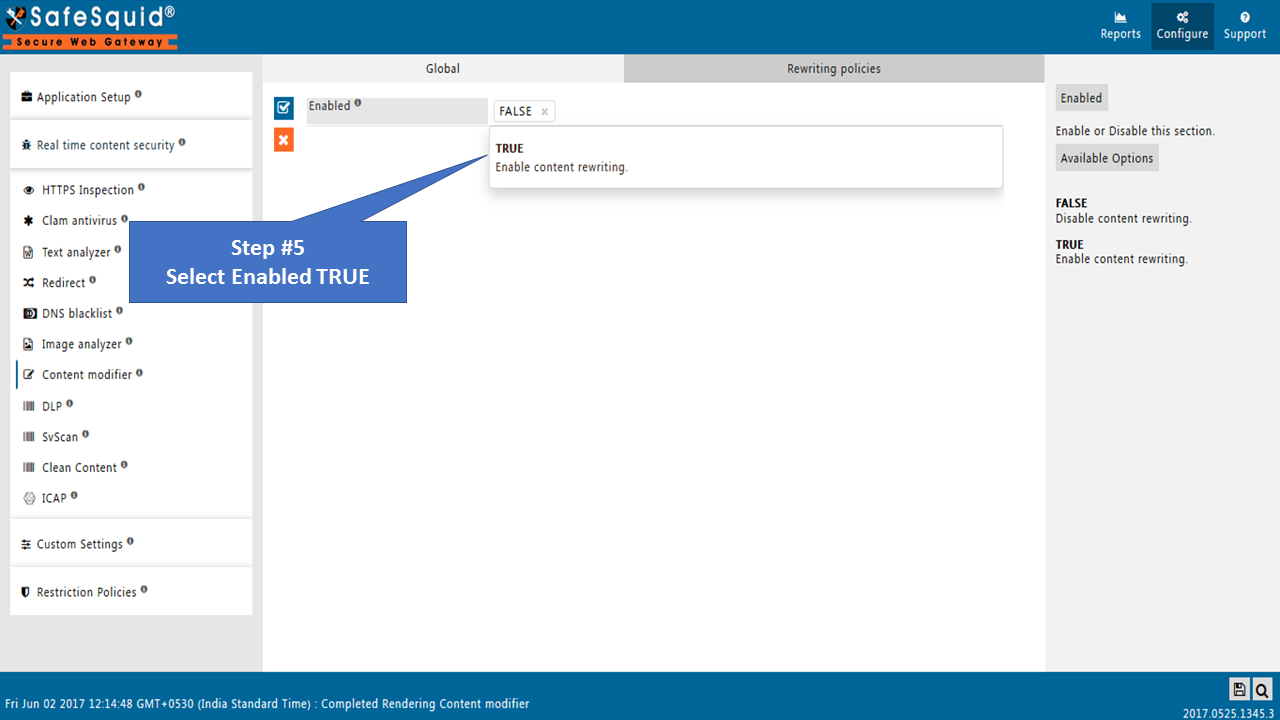 SafeSquid®
Secure Web Gateway
Reports
Configure
Support
Application Setup
Real time content security
HTTPS Inspection
Clam antivirus
Text analyzer
Redirect
DNS blacklist
Image analyzer
Content modifier
DLP
SvScan
Clean Content
ICAP
Custom Settings
Restriction Policies
Global
Rewriting policies
Enabled
FALSE ×
TRUE
Enable content rewriting.
Step #5
Select Enabled TRUE
Enabled
Enable or Disable this section.
Available Options
FALSE
Disable content rewriting.
TRUE
Enable content rewriting.
Fri Jun 02 2017 12:14:48 GMT+0530 (India Standard Time) : Completed Rendering Content modifier
2017.0525.1345.3